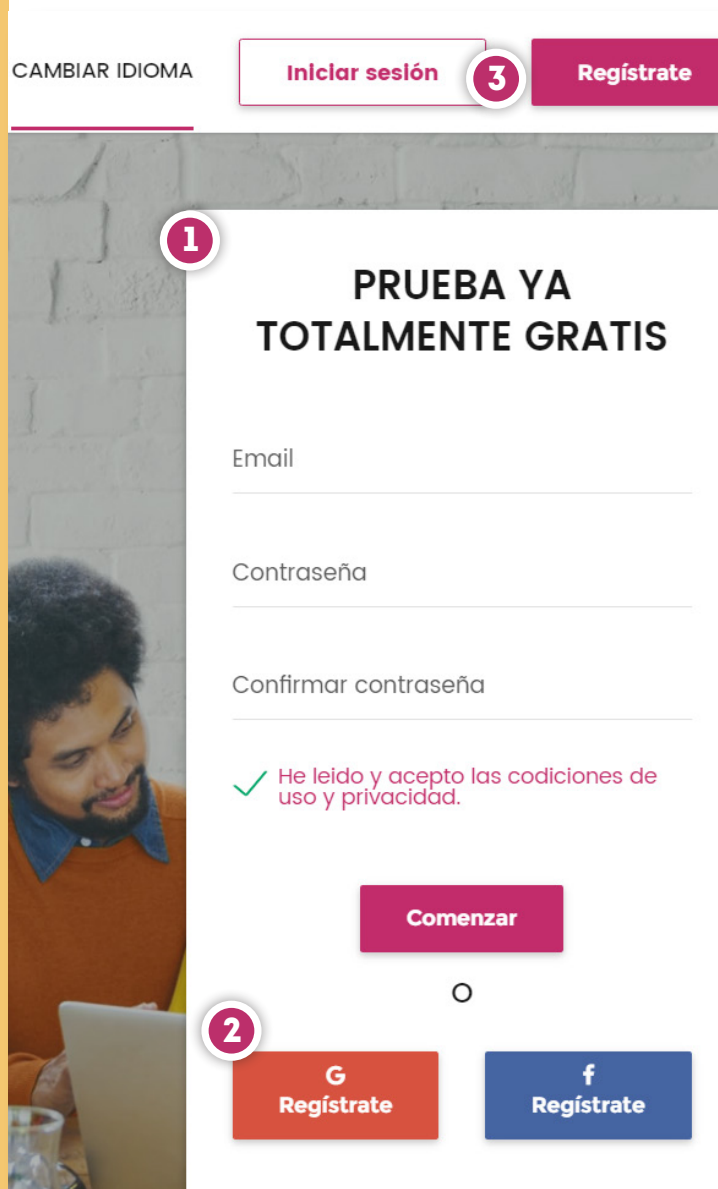 CAMBIAR IDIOMA
Iniciar sesión
3
Regístrate
1
PRUEBA YA
TOTALMENTE GRATIS
Email
Contraseña
Confirmar contraseña
He leido y acepto las codiciones de
uso y privacidad.
Comenzar
O
2
G
Regístrate
f
Regístrate